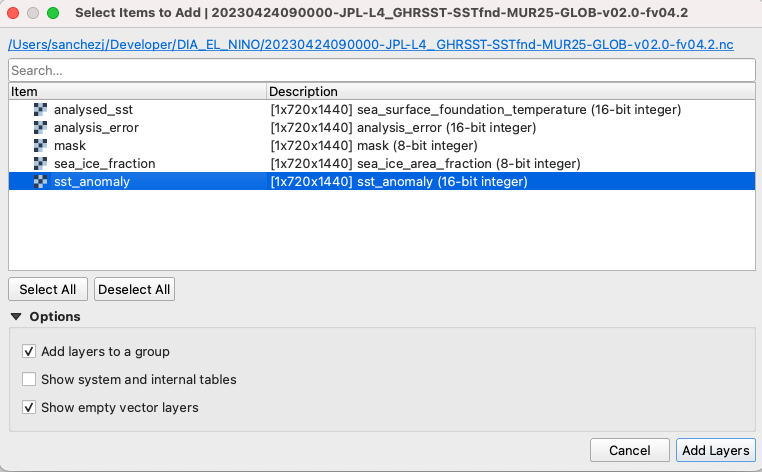 Select Items to Add | 20230424090000-JPL-L4_GHRSST-SSTfnd-MUR25-GLOB-v02.0-fv04.2
/Users/sanchezj/Developer/DIA_EL_NINO/20230424090000-JPL-L4_GHRSST-SSTfnd-MUR25-GLOB-v02.0-fv04.2.nc
Search...
Item Description
analysed_sst [1x720x1440] sea_surface_foundation_temperature (16-bit integer)
analysis_error [1x720x1440] analysis_error (16-bit integer)
mask [1x720x1440] mask (8-bit integer)
sea_ice_fraction [1x720x1440] sea_ice_area_fraction (8-bit integer)
sst_anomaly [1x720x1440] sst_anomaly (16-bit integer)
Select All Deselect All
Options
Add layers to a group
Show system and internal tables
Show empty vector layers
Cancel Add Layers